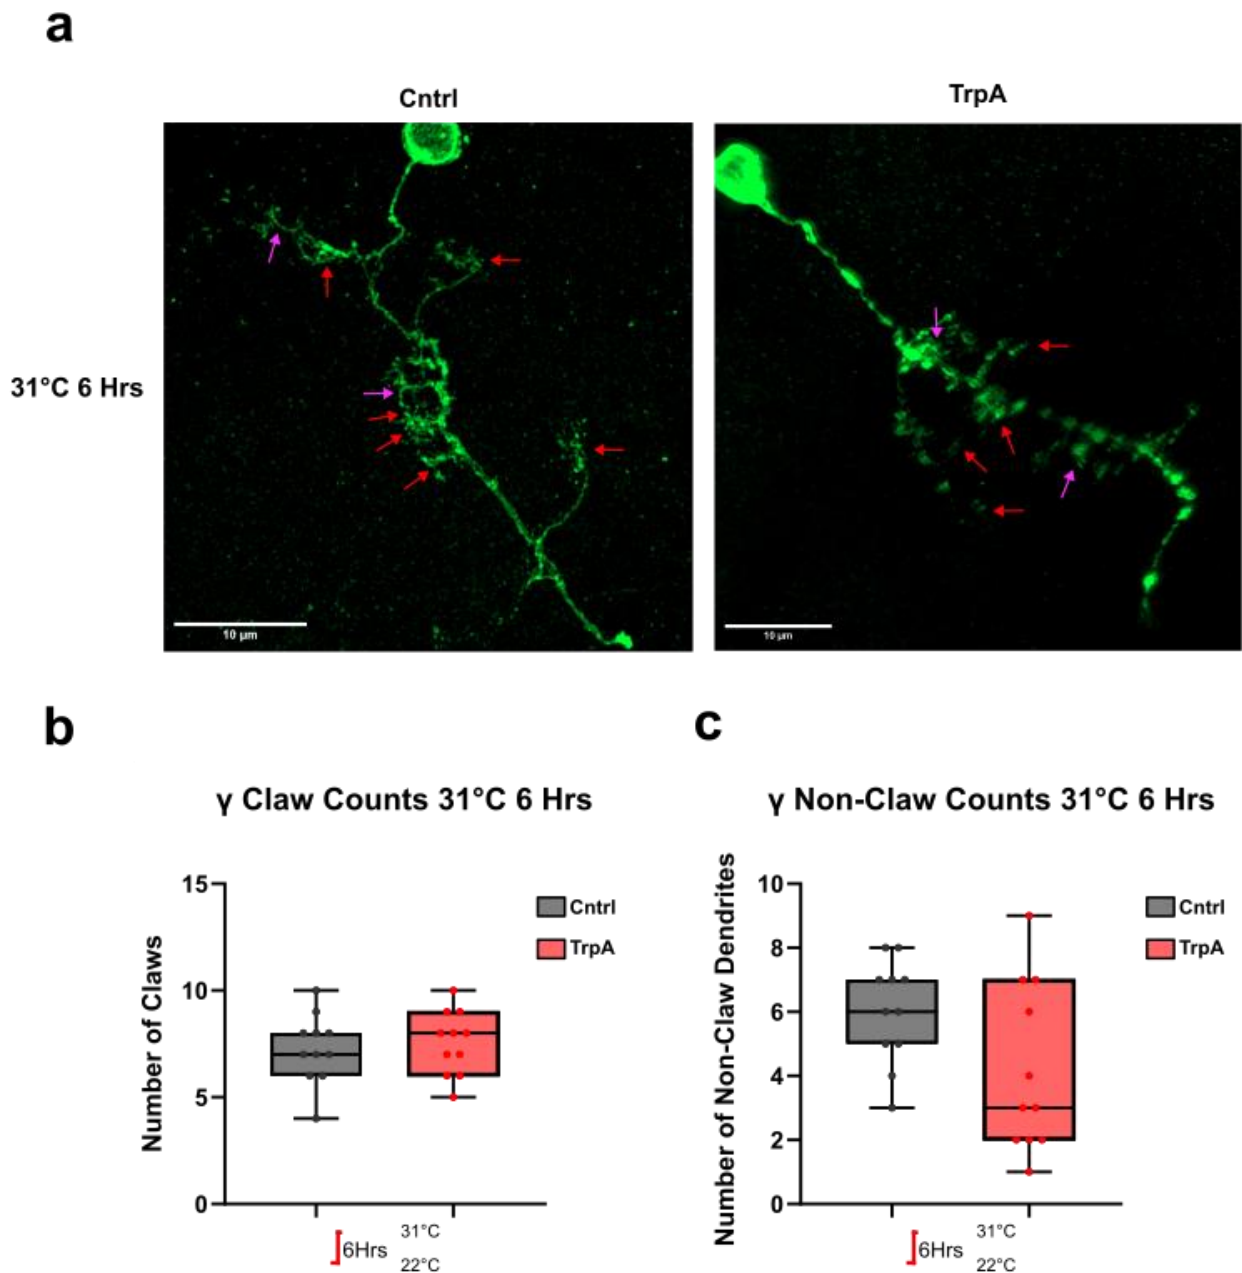 a
Cntrl
TrpA
31°C 6 Hrs
10 µm
10 µm
b
c
γ Claw Counts 31°C 6 Hrs
γ Non-Claw Counts 31°C 6 Hrs
Number of Claws
15
10
5
0
Cntrl
TrpA
6Hrs
31°C
22°C
Number of Non-Claw Dendrites
10
8
6
4
2
0
Cntrl
TrpA
6Hrs
31°C
22°C